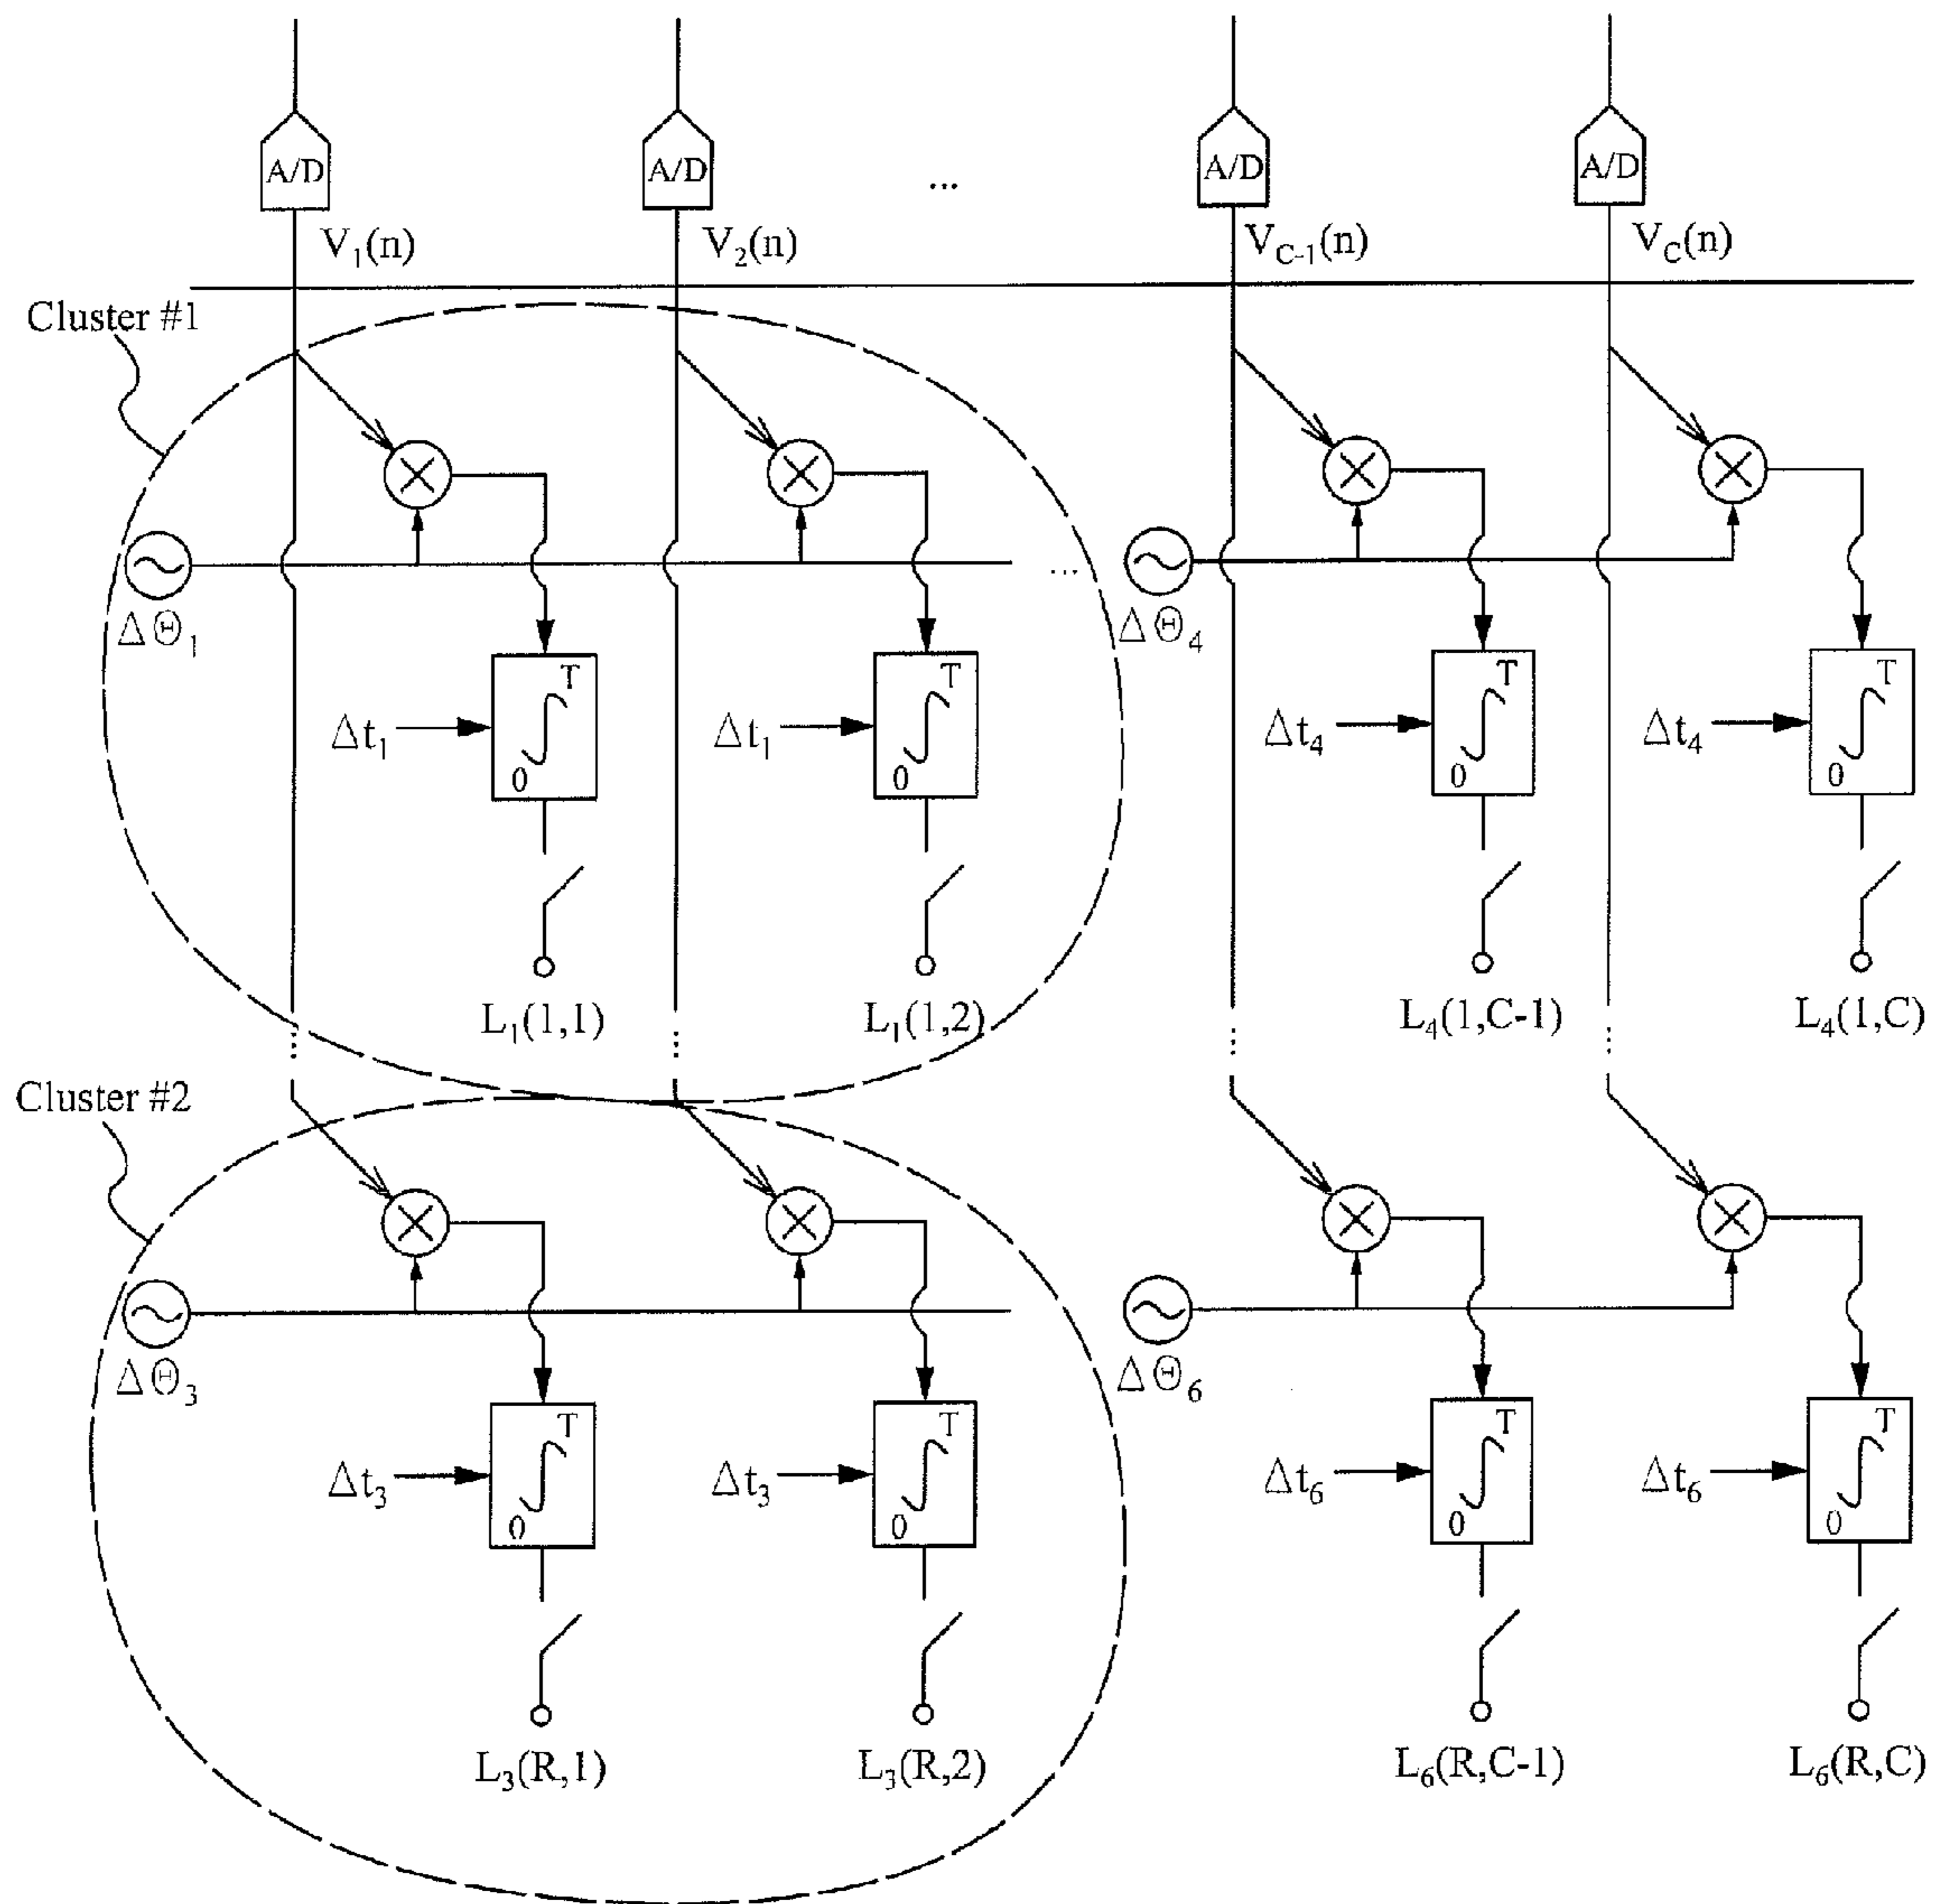 A/D A/D ... A/D A/D
V₁(n) V₂(n) V_C-1(n) V_C(n)
Cluster #1
...
ΔΘ₁ ΔΘ₄
T T T T
Δt₁ Δt₁ Δt₄ Δt₄
0 0 0 0
L₁(1,1) L₁(1,2) L₄(1,C-1) L₄(1,C)
Cluster #2
ΔΘ₃ ΔΘ₆
T T T T
Δt₃ Δt₃ Δt₆ Δt₆
0 0 0 0
L₃(R,1) L₃(R,2) L₆(R,C-1) L₆(R,C)